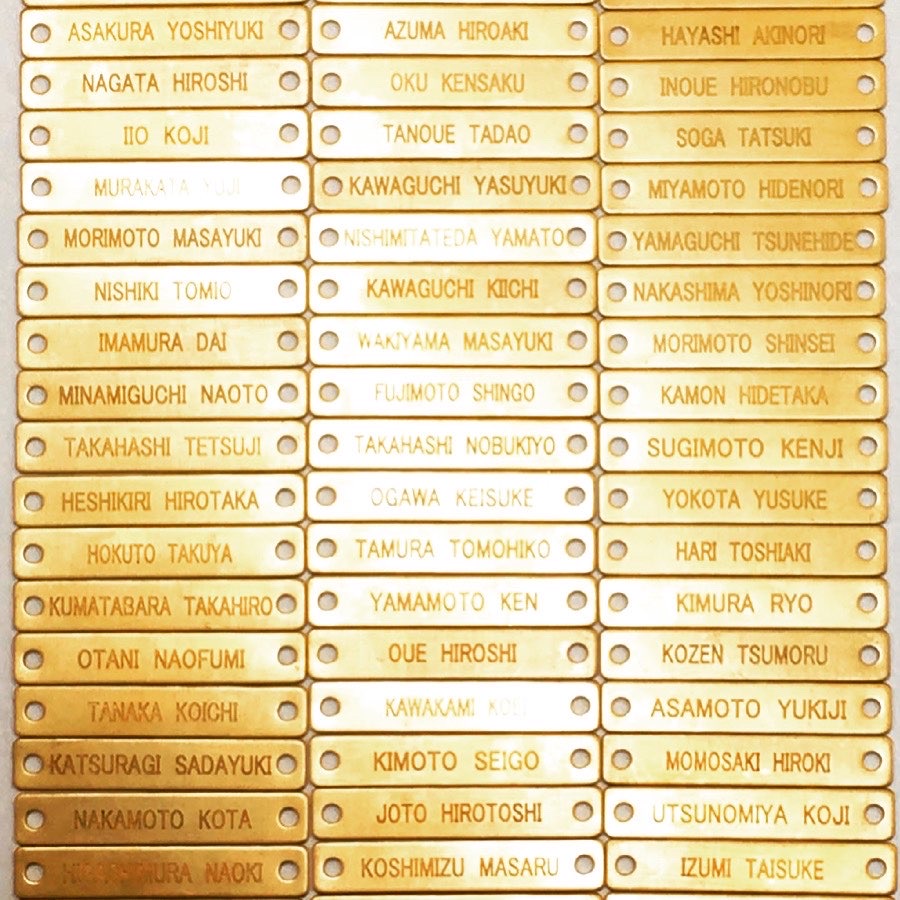 ASAKURA YOSHIYUKI
AZUMA HIROAKI
HAYASHI AKINORI
NAGATA HIROSHI
OKU KENSAKU
INOUE HIRONOBU
IIO KOJI
TANOUE TADAO
SOGA TATSUKI
MURAKATA YUJI
KAWAGUCHI YASUYUKI
MIYAMOTO HIDENORI
MORIMOTO MASAYUKI
NISHIMITATEDA YAMATO
YAMAGUCHI TSUNEHIDE
NISHIKI TOMIO
KAWAGUCHI KIICHI
NAKASHIMA YOSHINORI
IMAMURA DAI
WAKIYAMA MASAYUKI
MORIMOTO SHINSEI
MINAMIGUCHI NAOTO
FUJIMOTO SHINGO
KAMON HIDETAKA
TAKAHASHI TETSUJI
TAKAHASHI NOBUKIYO
SUGIMOTO KENJI
HESHIKIRI HIROTAKA
OGAWA KEISUKE
YOKOTA YUSUKE
HOKUTO TAKUYA
TAMURA TOMOHIKO
HARI TOSHIAKI
KUMATABARA TAKAHIRO
YAMAMOTO KEN
KIMURA RYO
OTANI NAOFUMI
OUE HIROSHI
KOZEN TSUMORU
TANAKA KOICHI
KAWAKAMI
ASAMOTO YUKIJI
KATSURAGI SADAYUKI
KIMOTO SEIGO
MOMOSAKI HIROKI
NAKAMOTO KOTA
JOTO HIROTOSHI
UTSUNOMIYA KOJI
NAOKI
KOSHIMIZU MASARU
IZUMI TAISUKE